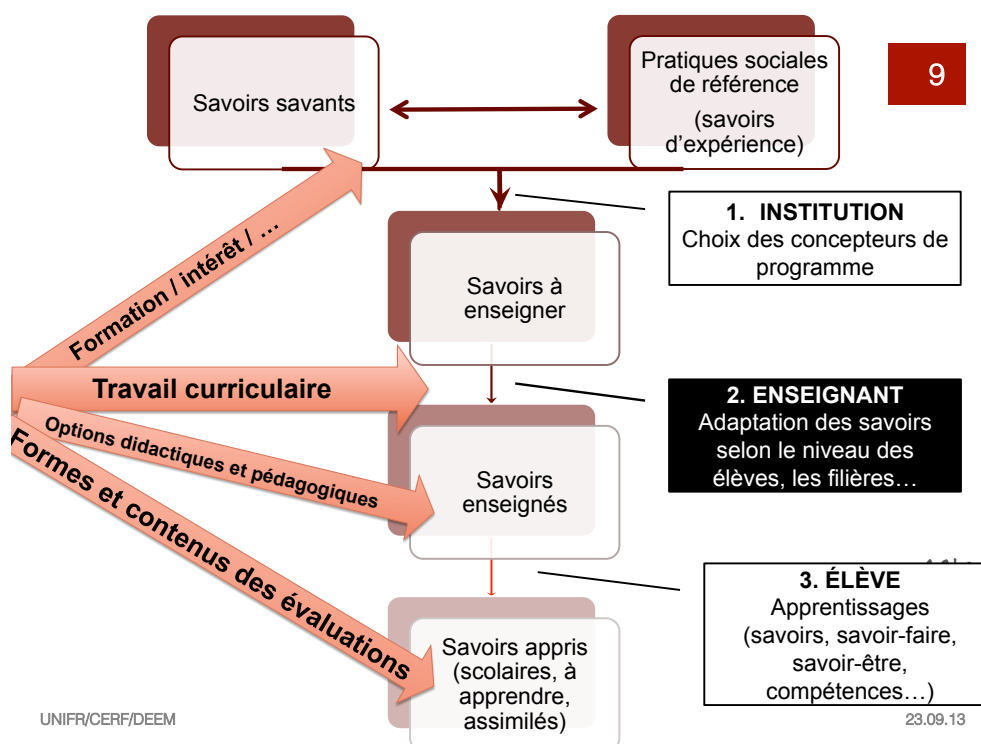 Savoirs savants
Pratiques sociales
de référence
(savoirs
d'expérience)
9
Formation / intérêt / …
1. INSTITUTION
Choix des concepteurs de
programme
Savoirs à
enseigner
Travail curriculaire
2. ENSEIGNANT
Adaptation des savoirs
selon le niveau des
élèves, les filières…
Options didactiques et pédagogiques
Savoirs
enseignés
Formes et contenus des évaluations
3. ÉLÈVE
Apprentissages
(savoirs, savoir-faire,
savoir-être,
compétences…)
Savoirs appris
(scolaires, à
apprendre,
assimilés)
UNIFR/CERF/DEEM
23.09.13